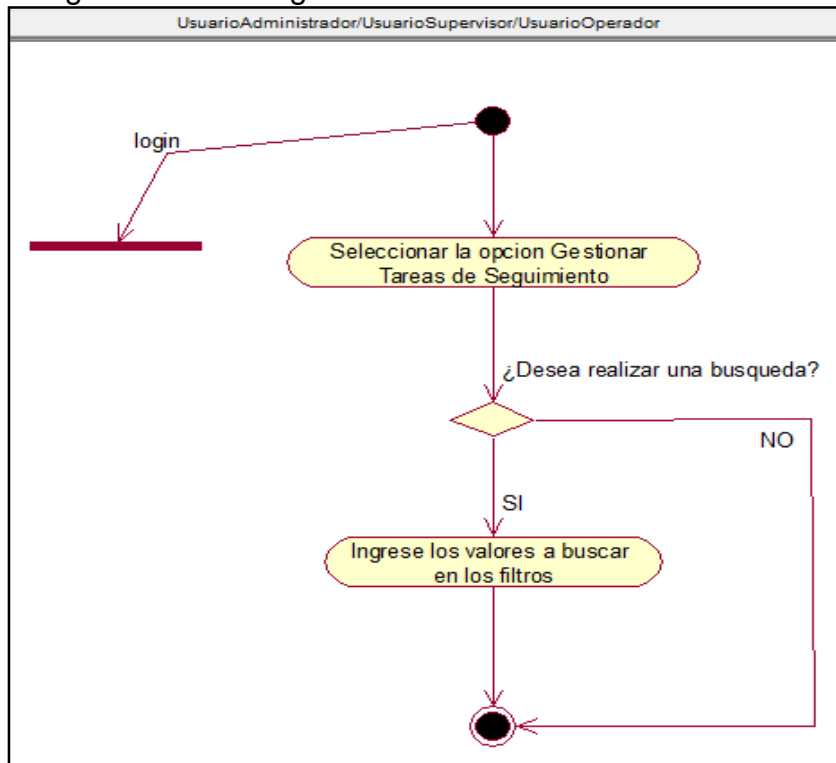 UsuarioAdministrador/UsuarioSupervisor/UsuarioOperador
login
Seleccionar la opcion Gestionar
Tareas de Seguimiento
¿Desea realizar una busqueda?
NO
SI
Ingrese los valores a buscar
en los filtros